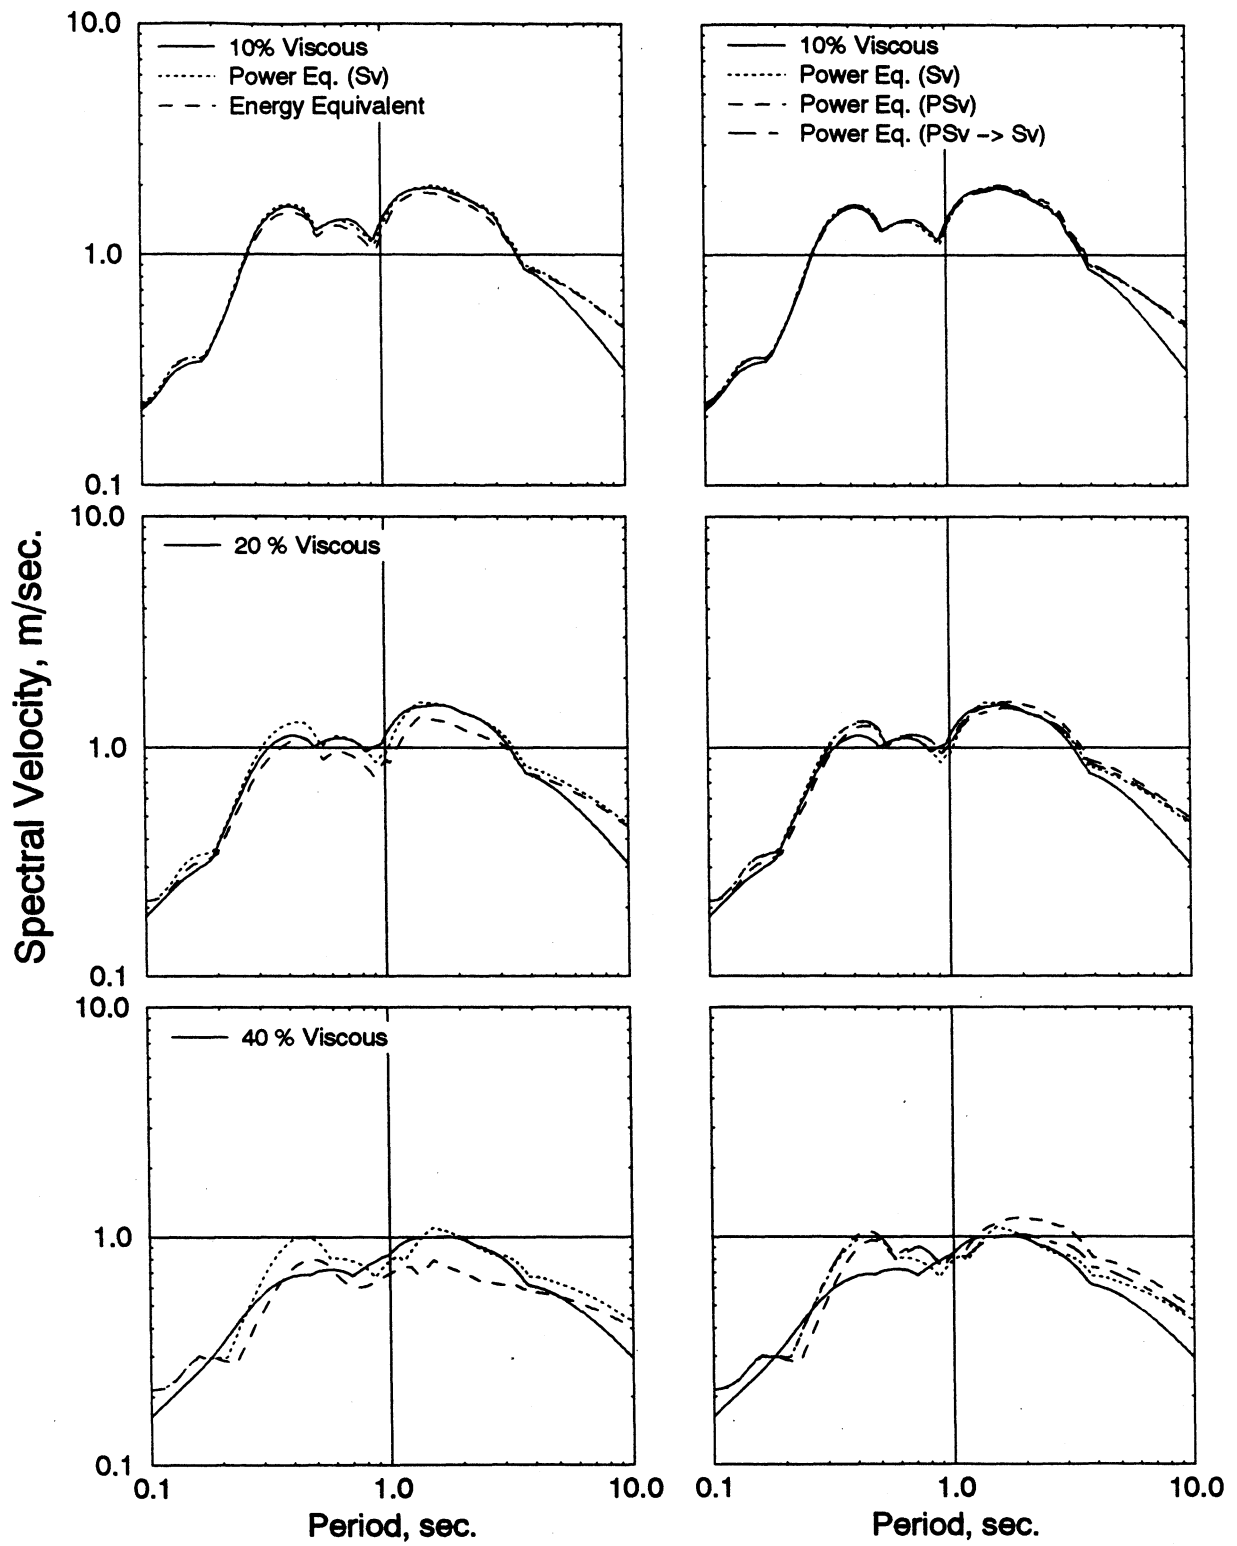 10.0
10% Viscous
Power Eq. (Sv)
Energy Equivalent
1.0
0.1
10% Viscous
Power Eq. (Sv)
Power Eq. (PSv)
Power Eq. (PSv -> Sv)
10.0
20 % Viscous
1.0
0.1
10.0
40 % Viscous
1.0
0.1
Spectral Velocity, m/sec.
0.1 1.0 10.0
Period, sec.
0.1 1.0 10.0
Period, sec.